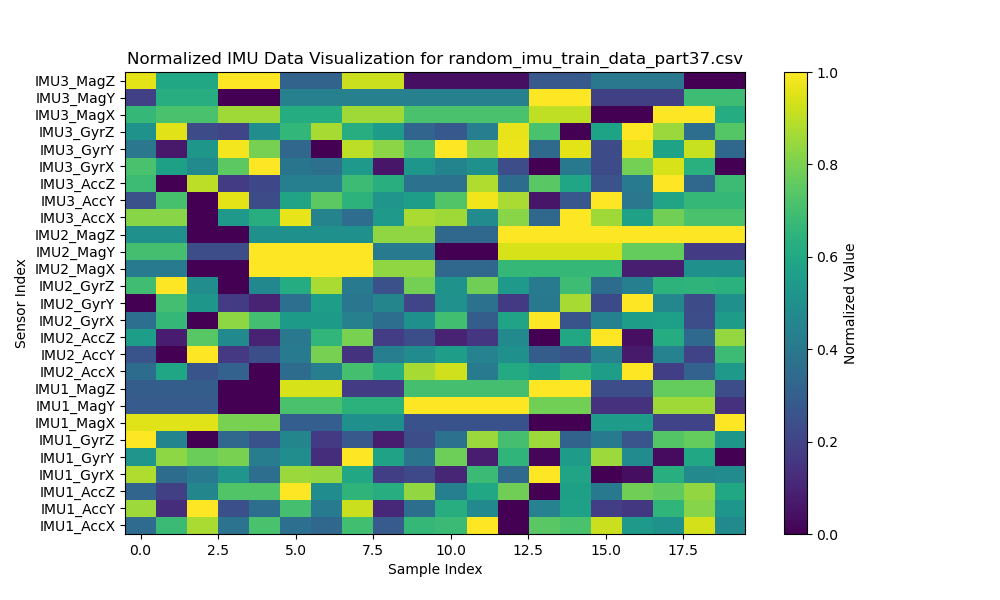 Normalized IMU Data Visualization for random_imu_train_data_part37.csv
IMU3_MagZ
IMU3_MagY
IMU3_MagX
IMU3_GyrZ
IMU3_GyrY
IMU3_GyrX
IMU3_AccZ
IMU3_AccY
IMU3_AccX
IMU2_MagZ
IMU2_MagY
IMU2_MagX
IMU2_GyrZ
IMU2_GyrY
IMU2_GyrX
IMU2_AccZ
IMU2_AccY
IMU2_AccX
IMU1_MagZ
IMU1_MagY
IMU1_MagX
IMU1_GyrZ
IMU1_GyrY
IMU1_GyrX
IMU1_AccZ
IMU1_AccY
IMU1_AccX
Sensor Index
0.0 2.5 5.0 7.5 10.0 12.5 15.0 17.5
Sample Index
1.0
0.8
0.6
0.4
0.2
0.0
Normalized Value